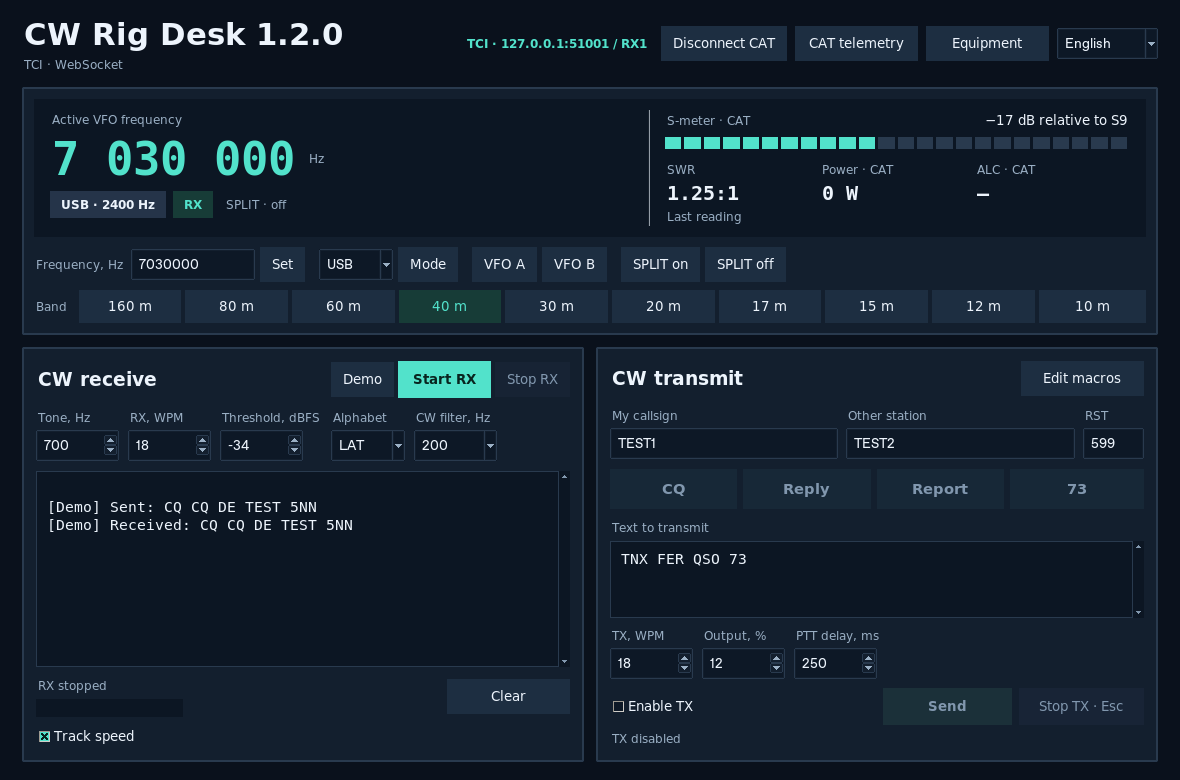 CW Rig Desk 1.2.0
TCI · WebSocket
TCI · 127.0.0.1:51001 / RX1
Disconnect CAT
CAT telemetry
Equipment
English
Active VFO frequency
7 030 000 Hz
USB · 2400 Hz
RX
SPLIT · off
S-meter · CAT
−17 dB relative to S9
SWR
Power · CAT
ALC · CAT
1.25:1
0 W
—
Last reading
Frequency, Hz
7030000
Set
USB
Mode
VFO A
VFO B
SPLIT on
SPLIT off
Band
160 m
80 m
60 m
40 m
30 m
20 m
17 m
15 m
12 m
10 m
CW receive
Demo
Start RX
Stop RX
Tone, Hz
RX, WPM
Threshold, dBFS
Alphabet
CW filter, Hz
700
18
-34
LAT
200
[Demo] Sent: CQ CQ DE TEST 5NN
[Demo] Received: CQ CQ DE TEST 5NN
RX stopped
Clear
Track speed
CW transmit
Edit macros
My callsign
Other station
RST
TEST1
TEST2
599
CQ
Reply
Report
73
Text to transmit
TNX FER QSO 73
TX, WPM
Output, %
PTT delay, ms
18
12
250
Enable TX
Send
Stop TX · Esc
TX disabled